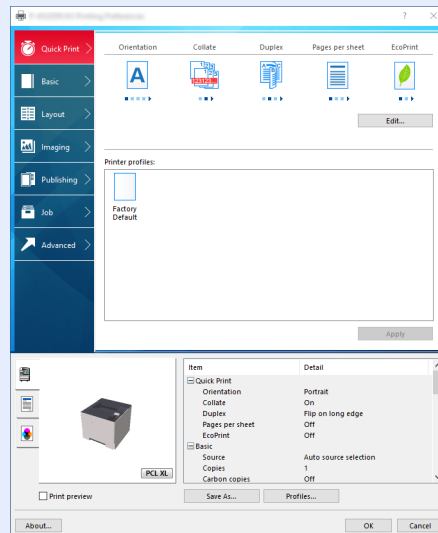 ? ×
Quick Print
Basic
Layout
Imaging
Publishing
Job
Advanced
Orientation Collate Duplex Pages per sheet EcoPrint
A
Edit...
Printer profiles:
Factory
Default
Apply
PCL XL
Print preview
Item Detail
Quick Print
Orientation Portrait
Collate On
Duplex Flip on long edge
Pages per sheet Off
EcoPrint Off
Basic
Source Auto source selection
Copies 1
Carbon copies Off
Save As... Profiles...
About... OK Cancel